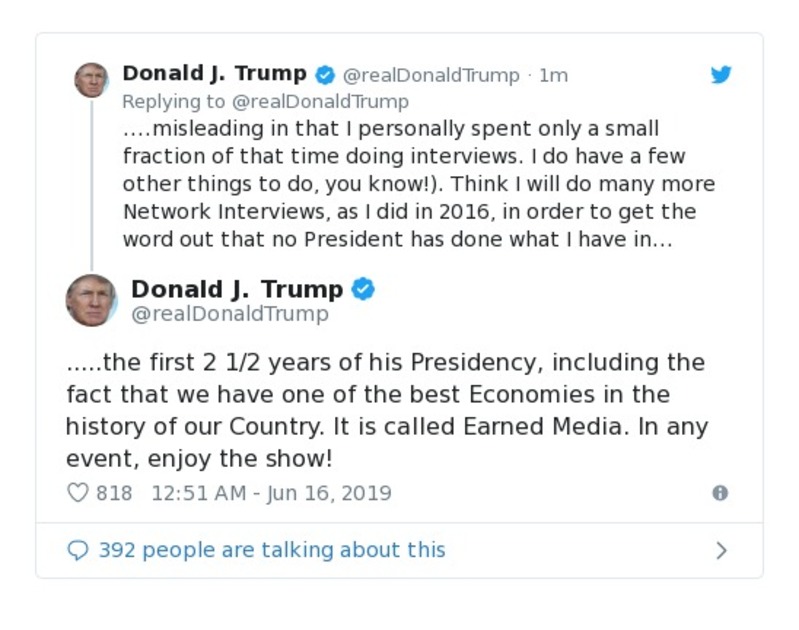 Donald J. Trump @realDonaldTrump · 1m
Replying to @realDonaldTrump
....misleading in that I personally spent only a small
fraction of that time doing interviews. I do have a few
other things to do, you know!). Think I will do many more
Network Interviews, as I did in 2016, in order to get the
word out that no President has done what I have in...
Donald J. Trump
@realDonaldTrump
.....the first 2 1/2 years of his Presidency, including the
fact that we have one of the best Economies in the
history of our Country. It is called Earned Media. In any
event, enjoy the show!
818 12:51 AM - Jun 16, 2019
392 people are talking about this